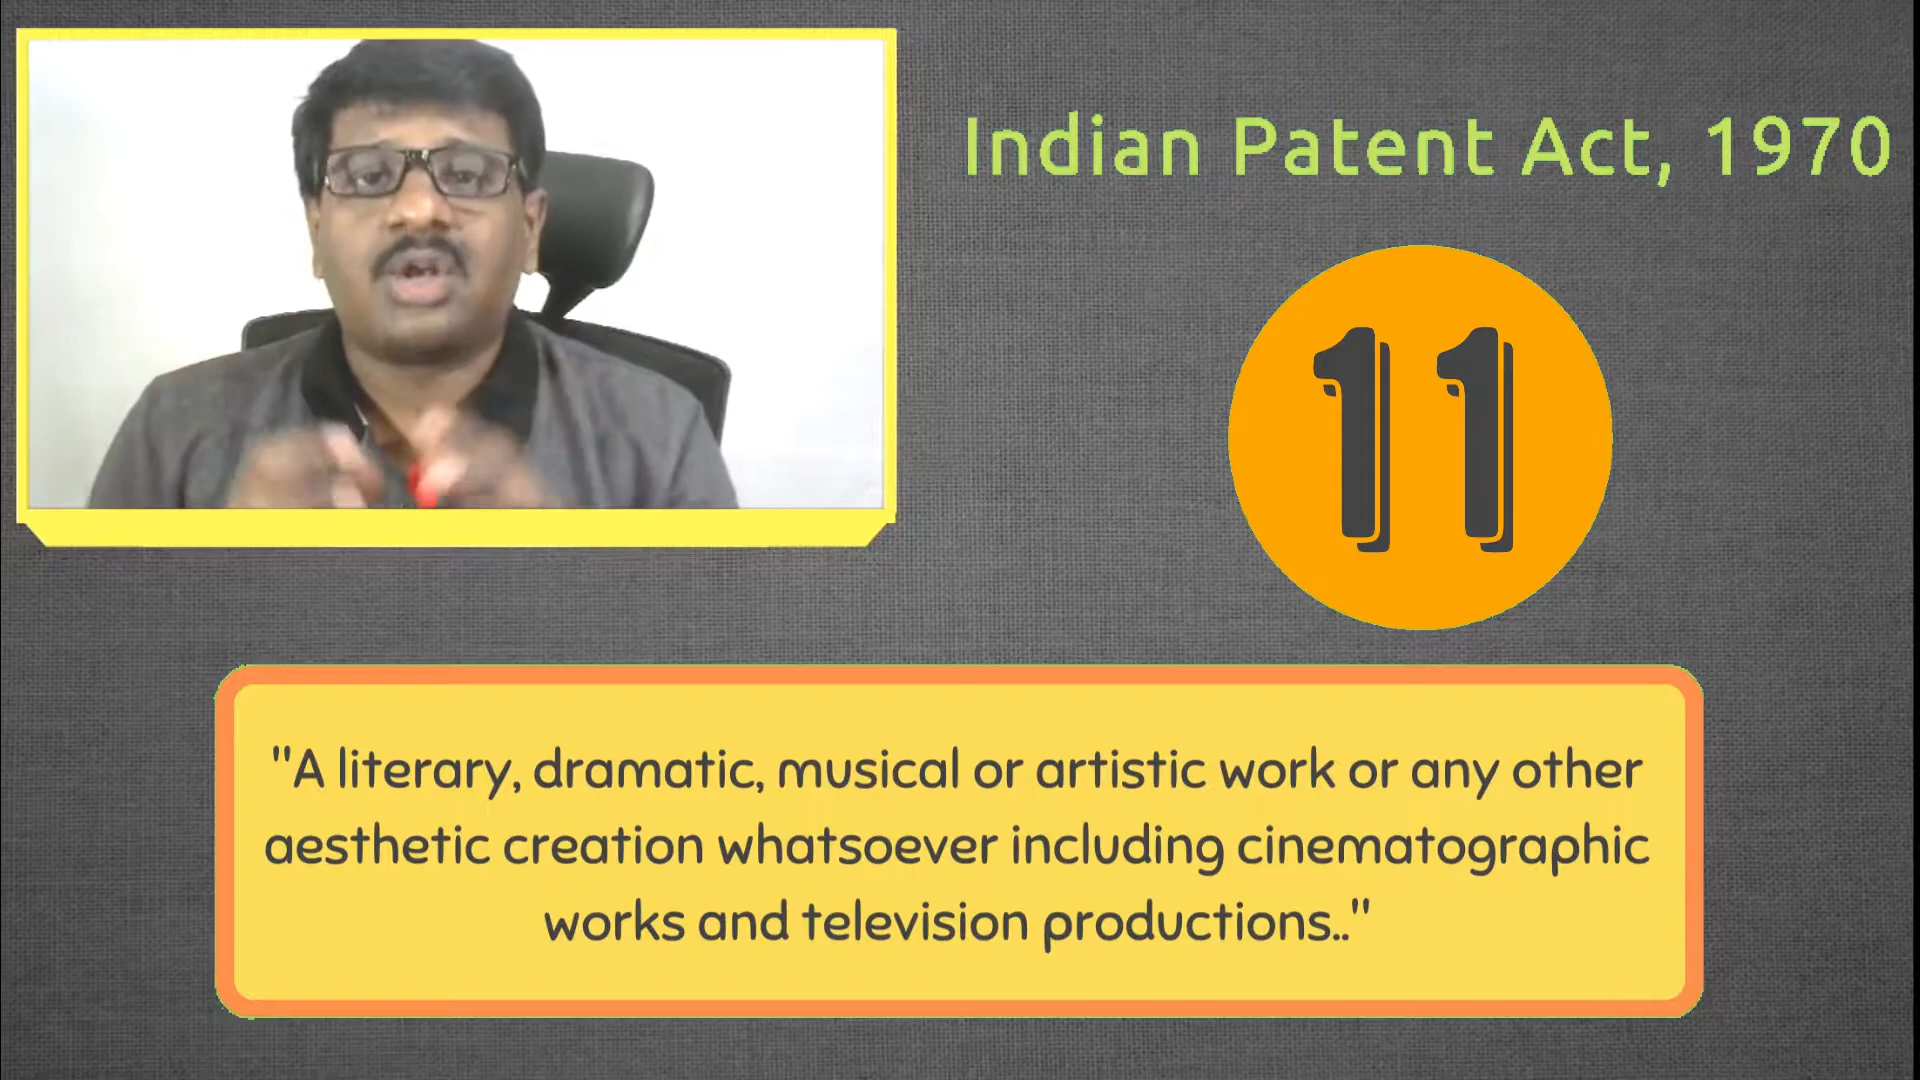 Indian Patent Act, 1970
11
"A literary, dramatic, musical or artistic work or any other
aesthetic creation whatsoever including cinematographic
works and television productions.."